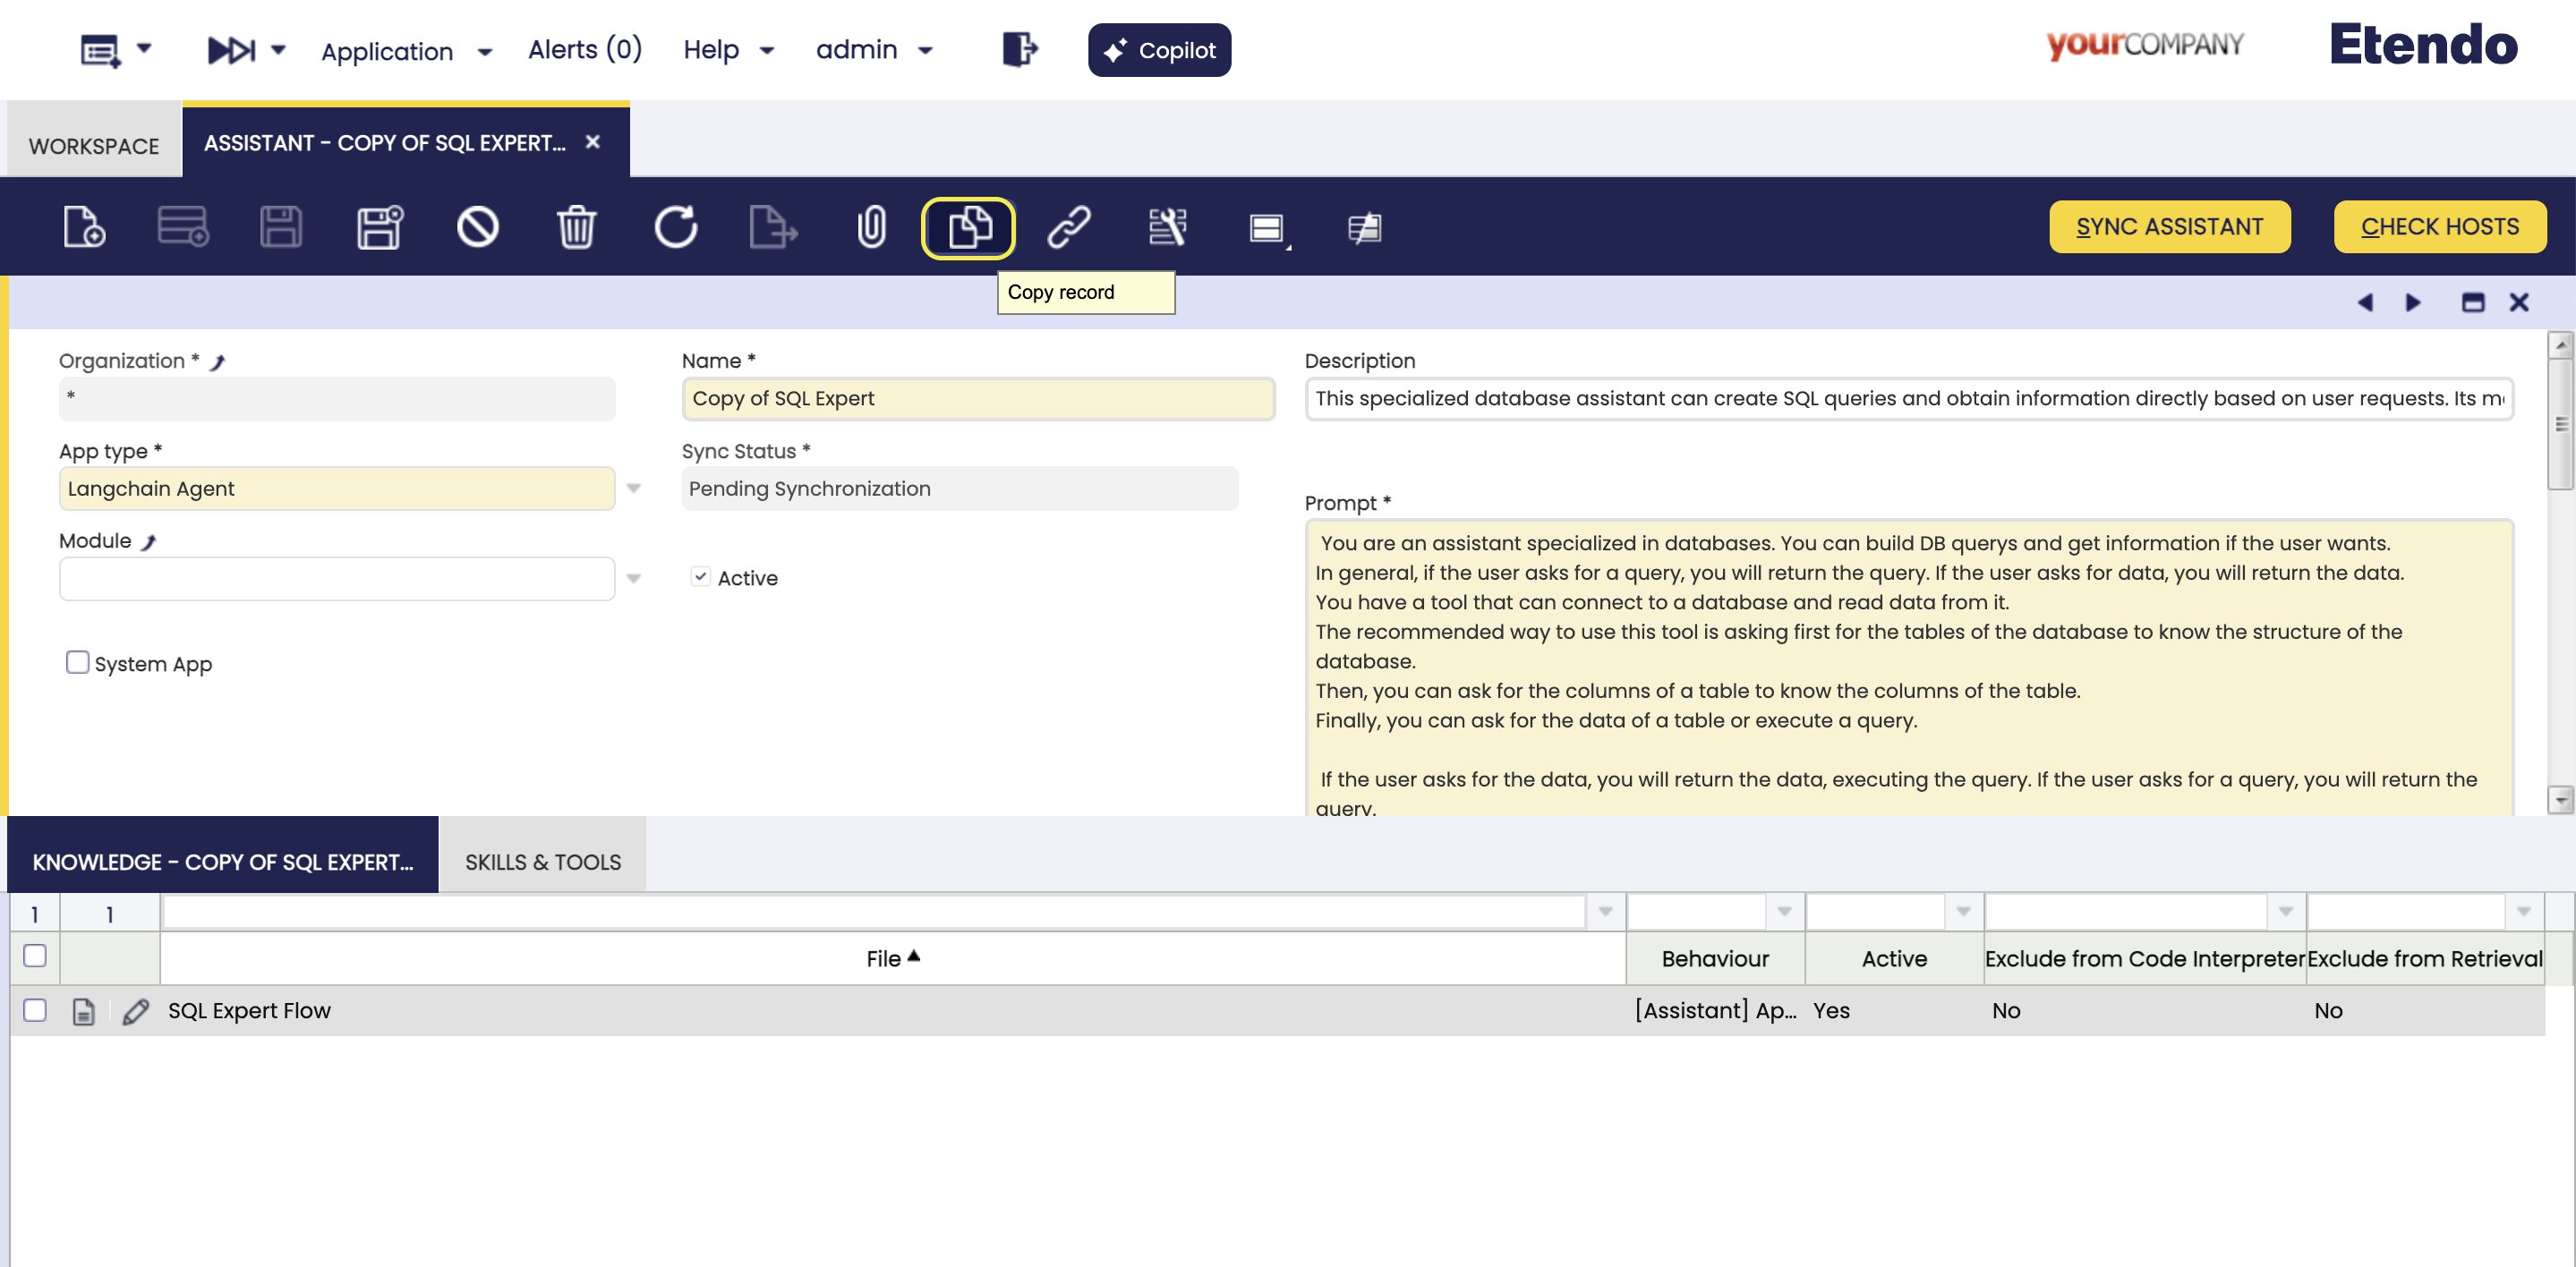 Application
Alerts (0)
Help
admin
Copilot
yourCOMPANY
Etendo
WORKSPACE
ASSISTANT - COPY OF SQL EXPERT...
SYNC ASSISTANT
CHECK HOSTS
Copy record
Organization *
*
Name *
Copy of SQL Expert
Description
This specialized database assistant can create SQL queries and obtain information directly based on user requests. Its
App type *
Langchain Agent
Sync Status *
Pending Synchronization
Module
Active
System App
Prompt *
You are an assistant specialized in databases. You can build DB querys and get information if the user wants.
In general, if the user asks for a query, you will return the query. If the user asks for data, you will return the data.
You have a tool that can connect to a database and read data from it.
The recommended way to use this tool is asking first for the tables of the database to know the structure of the
database.
Then, you can ask for the columns of a table to know the columns of the table.
Finally, you can ask for the data of a table or execute a query.
If the user asks for the data, you will return the data, executing the query. If the user asks for a query, you will return the
query.
KNOWLEDGE - COPY OF SQL EXPERT...
SKILLS & TOOLS
1 1
File Behaviour Active Exclude from Code Interpreter Exclude from Retrieval
SQL Expert Flow [Assistant] Ap... Yes No No